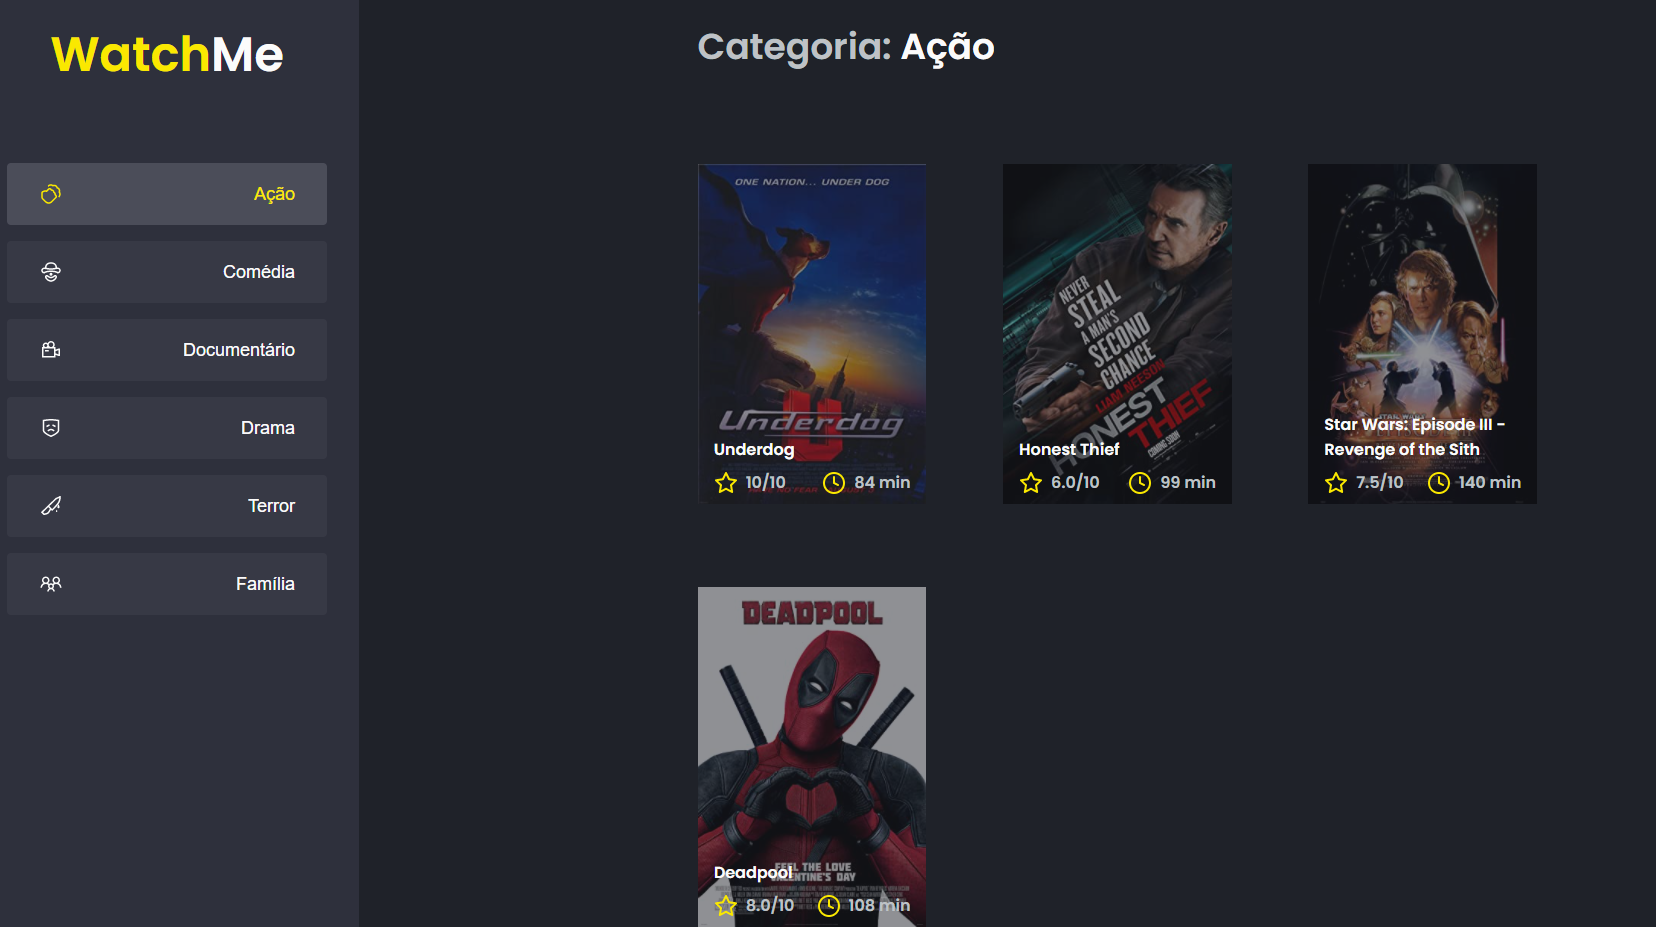 WatchMe
Categoria: Ação
Ação
Comédia
Documentário
Drama
Terror
Família
ONE NATION... UNDER DOG
Underdog
Underdog
10/10
84 min
NEVER
STEAL
A MAN'S
SECOND
CHANCE
LIAM NEESON
HONEST
THIEF
COMING SOON
Honest Thief
6.0/10
99 min
STAR WARS
Star Wars: Episode III -
Revenge of the Sith
7.5/10
140 min
DEADPOOL
FEEL THE LOVE
VALENTINE'S DAY
Deadpool
8.0/10
108 min